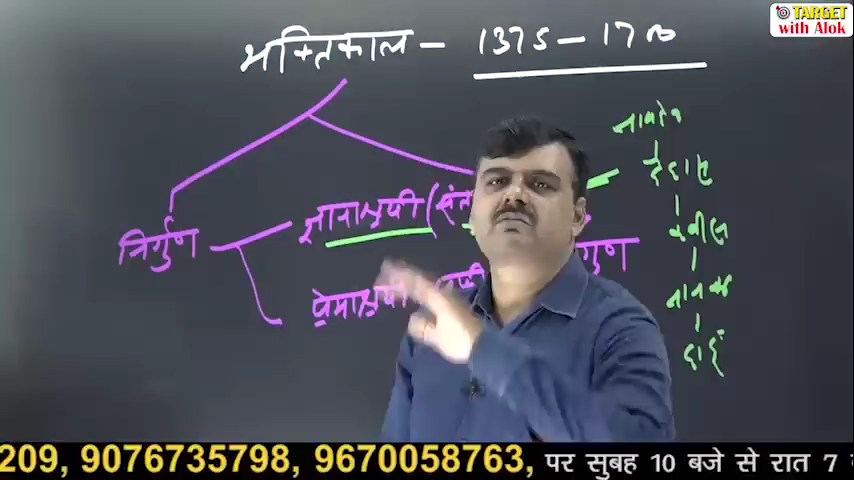 TARGET
with Alok
भक्तिकाल - 1375 - 1700
नामदेव
रैदास
निर्गुण
ज्ञानाश्रयी (संत
कबीर
गुण
प्रेमाश्रयी
नानक
दादू
209, 9076735798, 9670058763, पर सुबह 10 बजे से रात 7